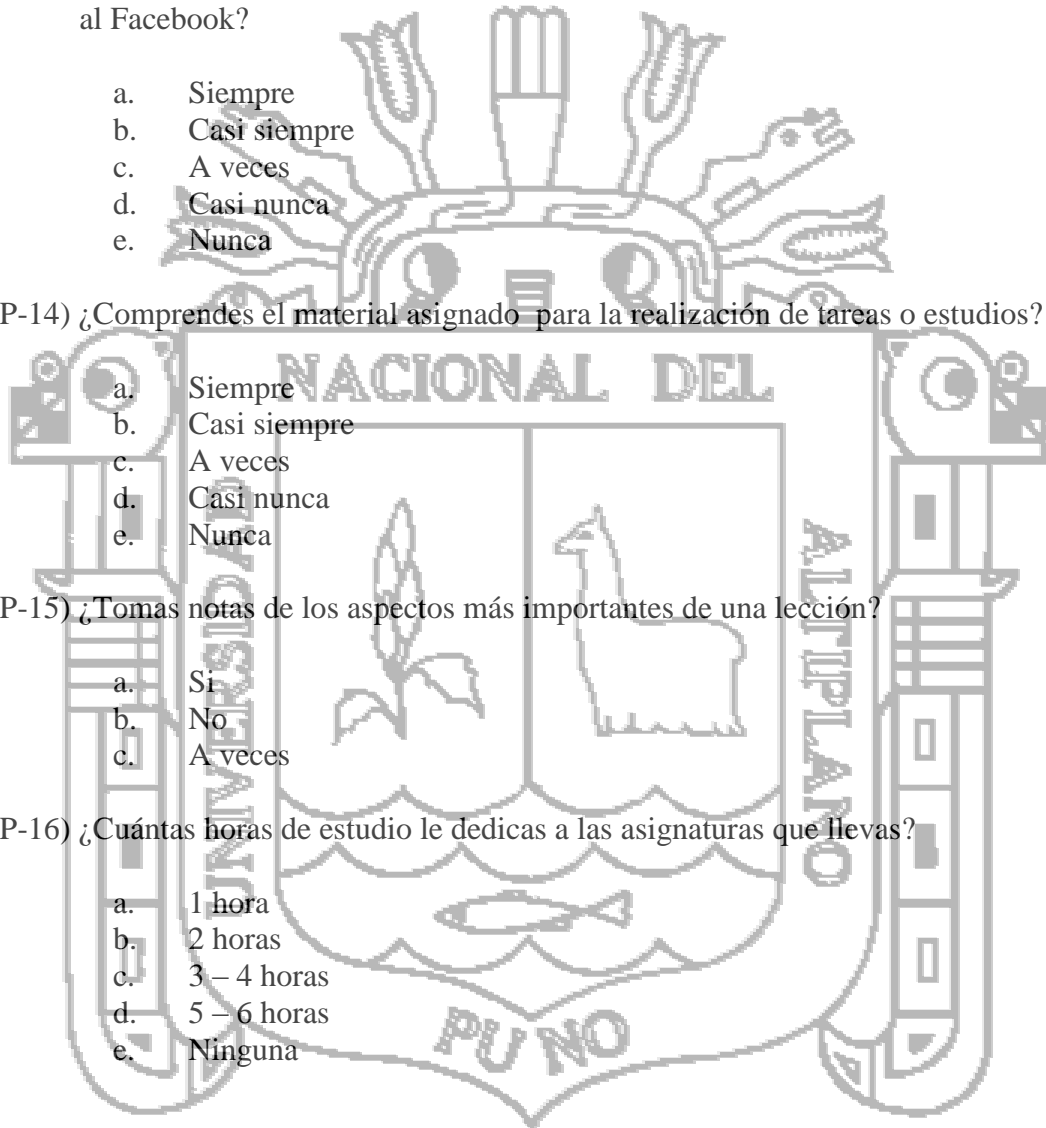 al Facebook?
a. Siempre
b. Casi siempre
c. A veces
d. Casi nunca
e. Nunca
P-14) ¿Comprendes el material asignado  para la realización de tareas o estudios?
NACIONAL DEL
a. Siempre
b. Casi siempre
c. A veces
d. Casi nunca
e. Nunca
UNIVERSIDAD
ALTIPLANO
P-15) ¿Tomas notas de los aspectos más importantes de una lección?
a. Si
b. No
c. A veces
P-16) ¿Cuántas horas de estudio le dedicas a las asignaturas que llevas?
a. 1 hora
b. 2 horas
c. 3 – 4 horas
d. 5 – 6 horas
e. Ninguna
PUNO